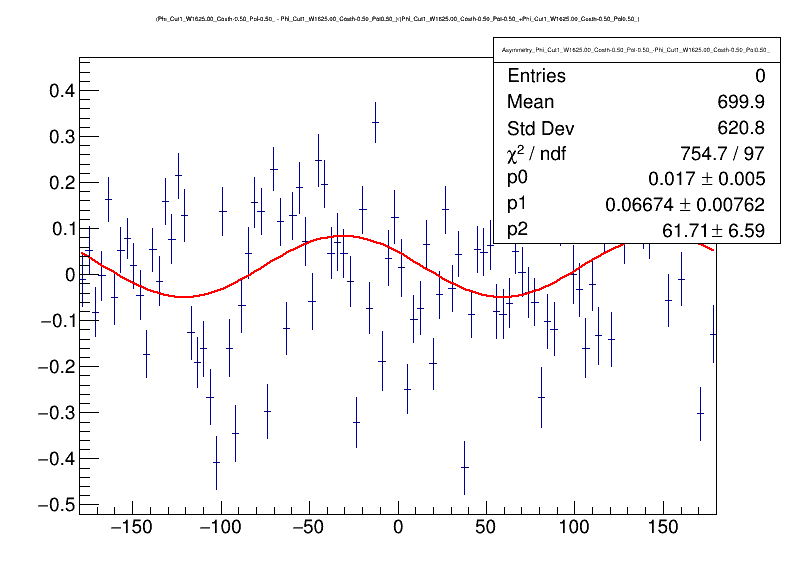 (Phi_Cut1_W1625.00_Costh-0.50_Pol-0.50_ - Phi_Cut1_W1625.00_Costh-0.50_Pol0.50_)/(Phi_Cut1_W1625.00_Costh-0.50_Pol-0.50_+Phi_Cut1_W1625.00_Costh-0.50_Pol0.50_)
Asymmetry_Phi_Cut1_W1625.00_Costh-0.50_Pol-0.50_-Phi_Cut1_W1625.00_Costh-0.50_Pol0.50_
Entries 0
Mean 699.9
Std Dev 620.8
χ² / ndf 754.7 / 97
p0 0.017 ± 0.005
p1 0.06674 ± 0.00762
p2 61.71± 6.59
0.4
0.3
0.2
0.1
0
−0.1
−0.2
−0.3
−0.4
−0.5
−150 −100 −50 0 50 100 150